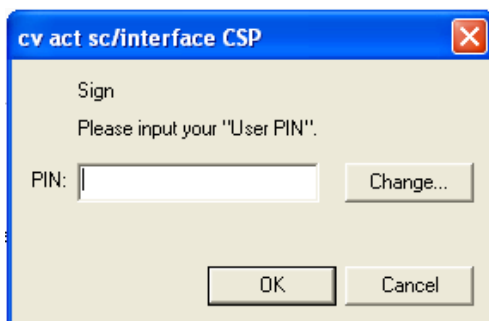 cv act sc/interface CSP
Sign
Please input your "User PIN".
PIN:
Change...
OK
Cancel